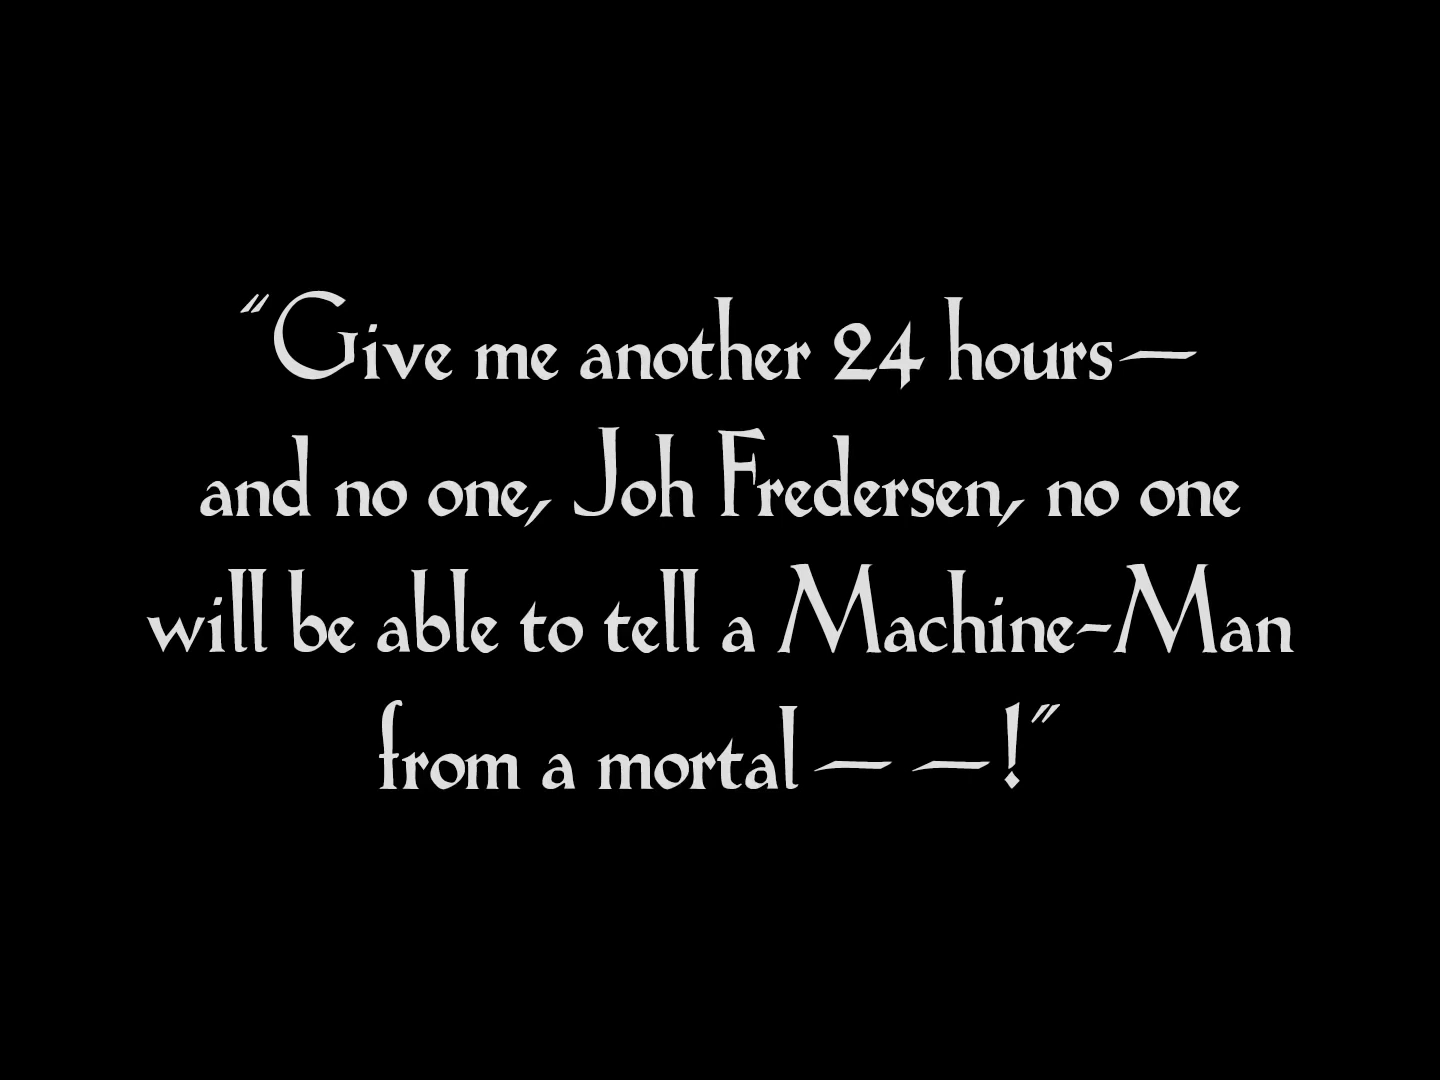 “Give me another 24 hours—
and no one, Joh Fredersen, no one
will be able to tell a Machine-Man
from a mortal — — !”